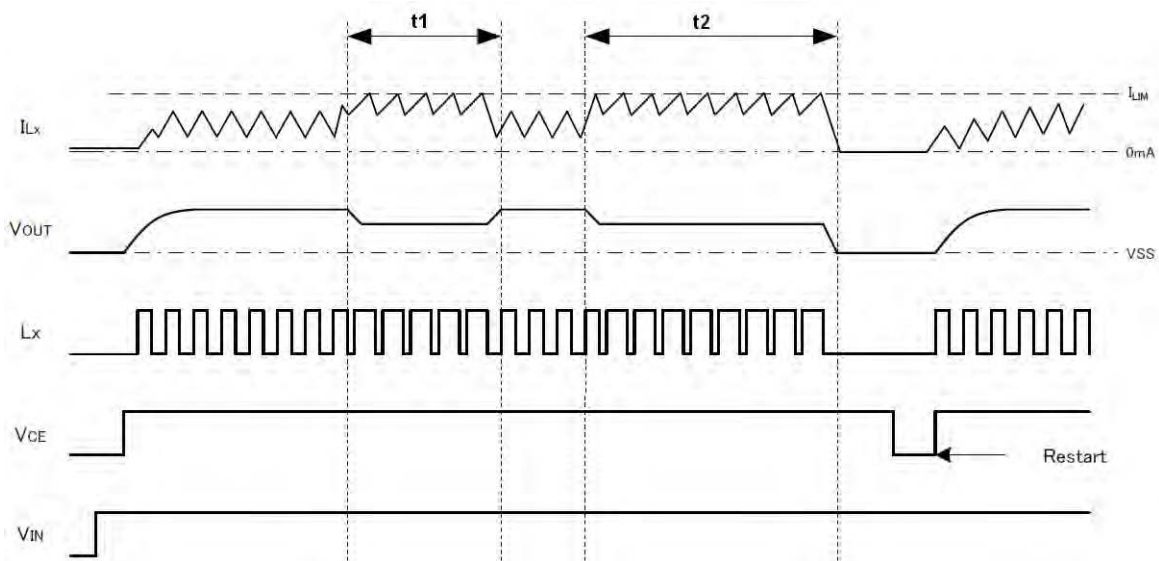 t1
t2
ILIM
ILX
0mA
VOUT
VSS
LX
VCE
Restart
VIN